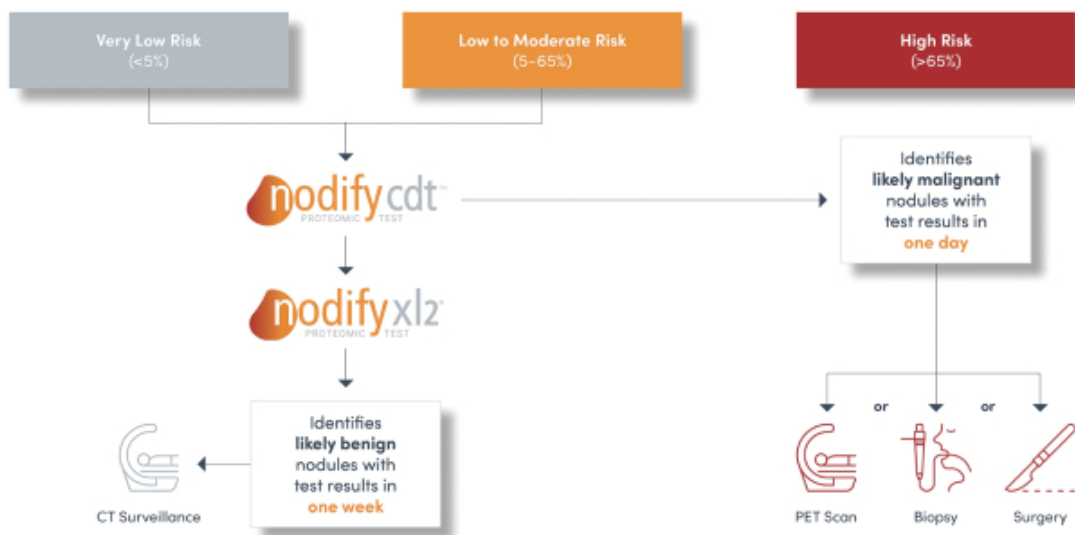 Very Low Risk
(<5%)
Low to Moderate Risk
(5-65%)
High Risk
(>65%)
nodify cdt™
PROTEOMIC TEST
Identifies
likely malignant
nodules with
test results in
one day
nodify xl2®
PROTEOMIC TEST
Identifies
likely benign
nodules with
test results in
one week
CT Surveillance
or
or
PET Scan
Biopsy
Surgery